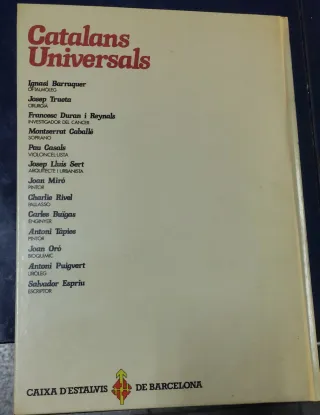 Catalans
Universals
Ignasi Barraquer
OFTALMÒLEG
Josep Trueta
CIRURGIÀ
Francesc Duran i Reynals
INVESTIGADOR DEL CÀNCER
Montserrat Caballé
SOPRANO
Pau Casals
VIOLONCEL·LISTA
Josep Lluís Sert
ARQUITECTE I URBANISTA
Joan Miró
PINTOR
Charlie Rivel
PALLASSO
Carles Buïgas
ENGINYER
Antoni Tàpies
PINTOR
Joan Oró
BIOQUÍMIC
Antoni Puigvert
URÒLEG
Salvador Espriu
ESCRIPTOR
CAIXA D'ESTALVIS DE BARCELONA